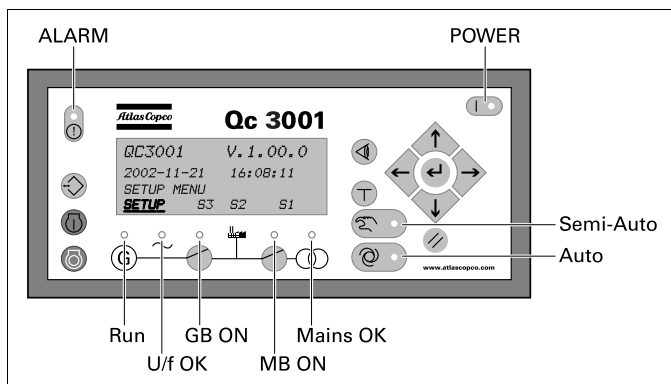 ALARM
POWER
Atlas Copco
Qc 3001
QC3001 V.1.00.0
2002-11-21 16:08:11
SETUP MENU
SETUP S3 S2 S1
Semi-Auto
Auto
G
www.atlascopco.com
Run
GB ON
Mains OK
U/f OK
MB ON